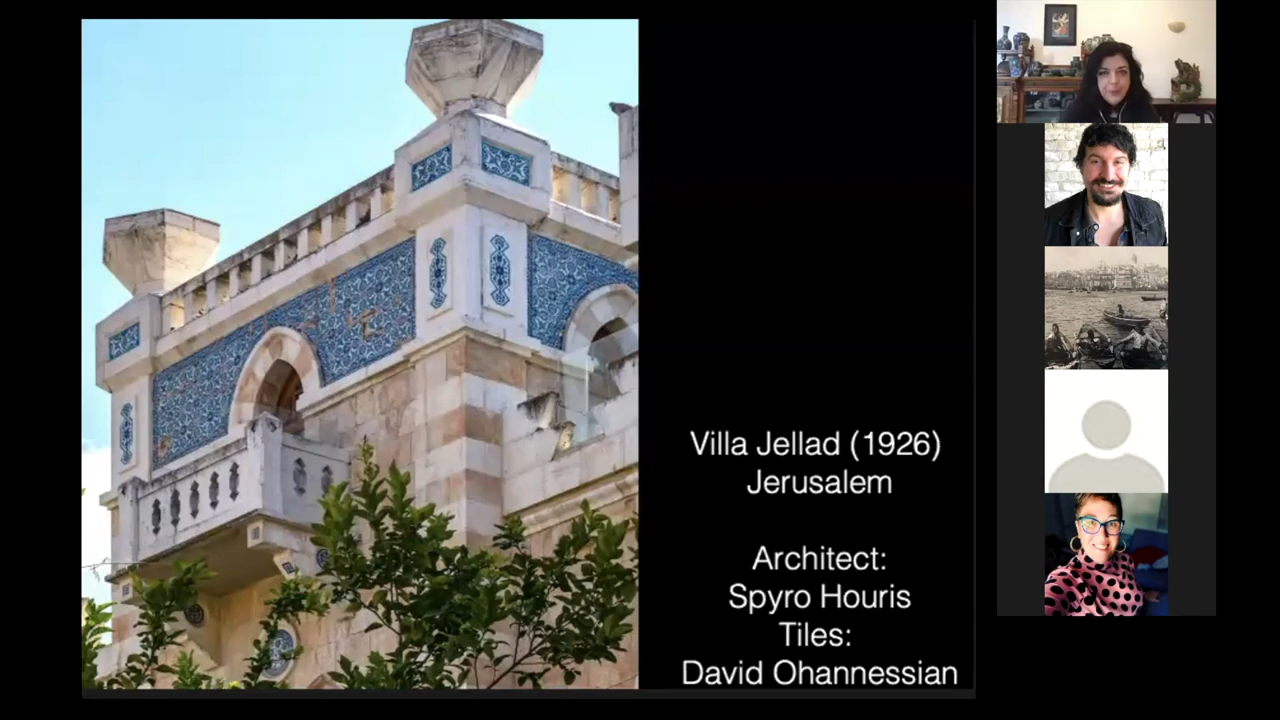 Villa Jellad (1926)
Jerusalem
Architect:
Spyro Houris
Tiles:
David Ohannessian